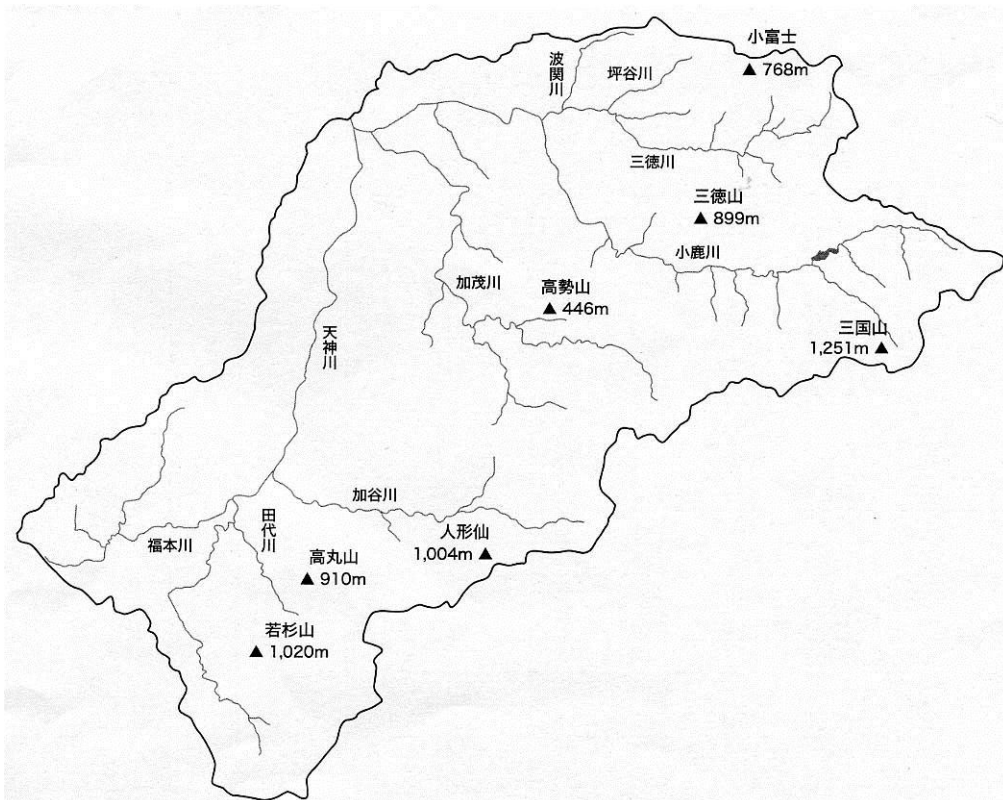 小富士
▲ 768m
波関川
坪谷川
三徳川
三徳山
▲ 899m
小鹿川
加茂川
高勢山
▲ 446m
三国山
1,251m ▲
天神川
加谷川
人形仙
1,004m ▲
田代川
福本川
高丸山
▲ 910m
若杉山
▲ 1,020m